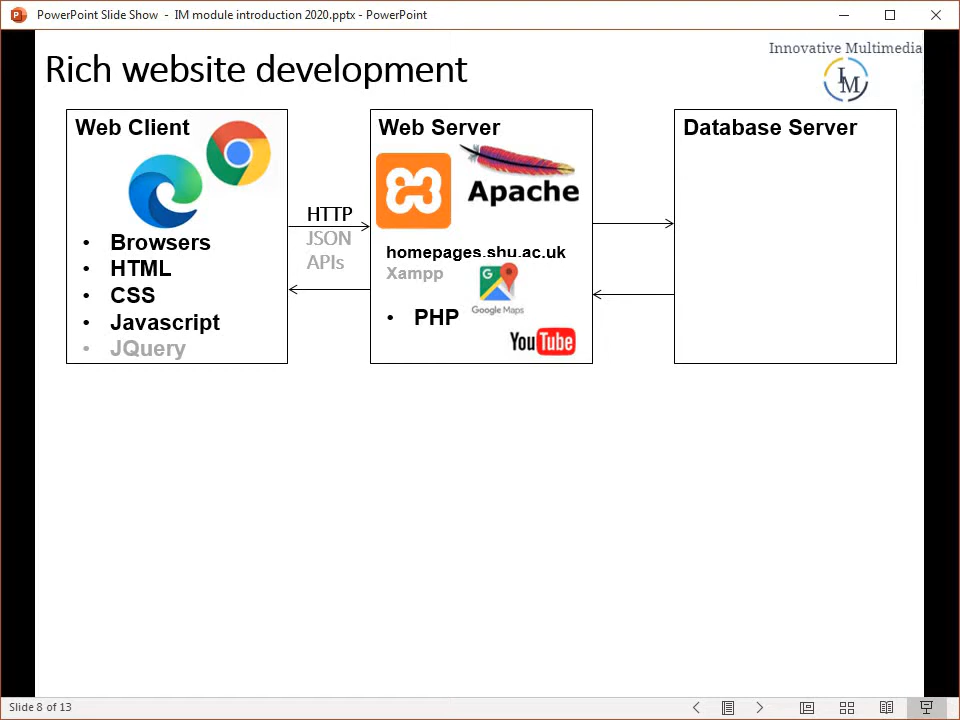 PowerPoint Slide Show - IM module introduction 2020.pptx - PowerPoint
Rich website development
Innovative Multimedia
IM
Web Client
• Browsers
• HTML
• CSS
• Javascript
• JQuery
HTTP
JSON
APIs
Web Server
Apache
homepages.shu.ac.uk
Xampp
G
Google Maps
• PHP
YouTube
Database Server
Slide 8 of 13